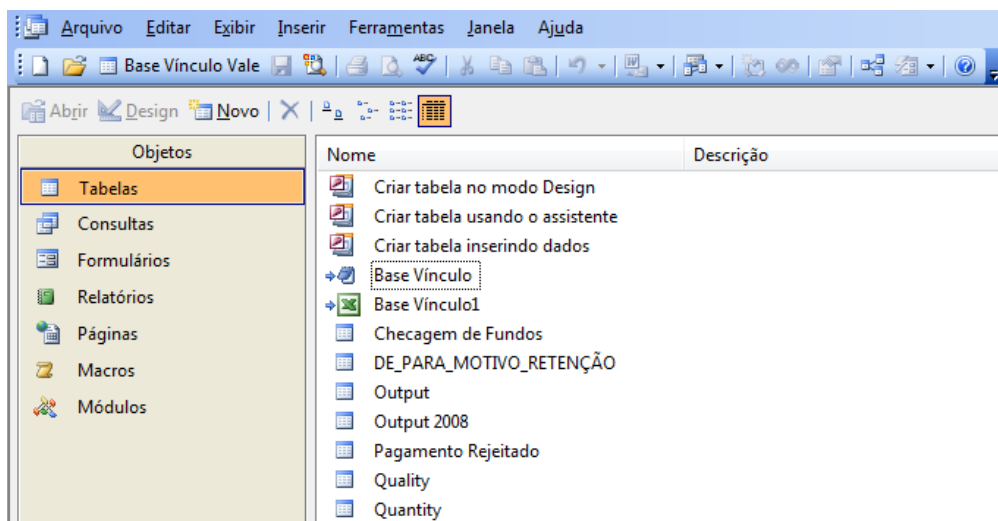 Arquivo Editar Exibir Inserir Ferramentas Janela Ajuda
Base Vínculo Vale ABC
Abrir Design Novo
Objetos
Tabelas
Consultas
Formulários
Relatórios
Páginas
Macros
Módulos
Nome Descrição
Criar tabela no modo Design
Criar tabela usando o assistente
Criar tabela inserindo dados
Base Vínculo
Base Vínculo1
Checagem de Fundos
DE_PARA_MOTIVO_RETENÇÃO
Output
Output 2008
Pagamento Rejeitado
Quality
Quantity